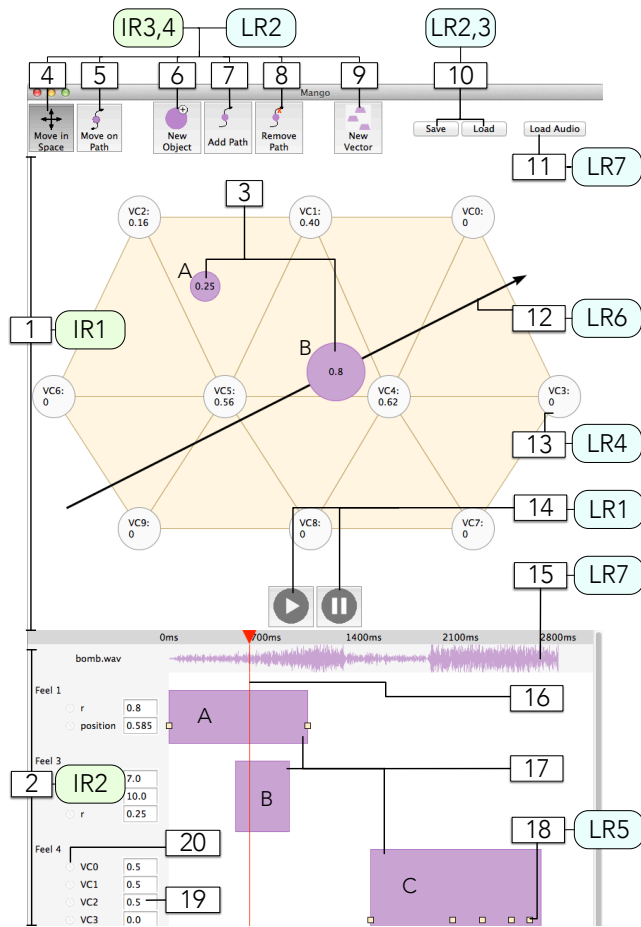 IR3,4 LR2 LR2,3
4 5 6 7 8 9 10
Mango
Move in Space
Move on Path
New Object
Add Path
Remove Path
New Vector
Save Load Load Audio
11 LR7
3
VC2: 0.16
VC1: 0.40
VC0: 0
A 0.25
1 IR1
12 LR6
B 0.8
VC6: 0
VC5: 0.56
VC4: 0.62
VC3: 0
13 LR4
VC9: 0
VC8: 0
VC7: 0
14 LR1
15 LR7
0ms 700ms 1400ms 2100ms 2800ms
bomb.wav
16
Feel 1
r 0.8
position 0.585
A
17
Feel 3
2 IR2
7.0
10.0
r 0.25
B
18 LR5
Feel 4
20
VC0 0.5
VC1 0.5
VC2 0.5 19
VC3 0.0
C